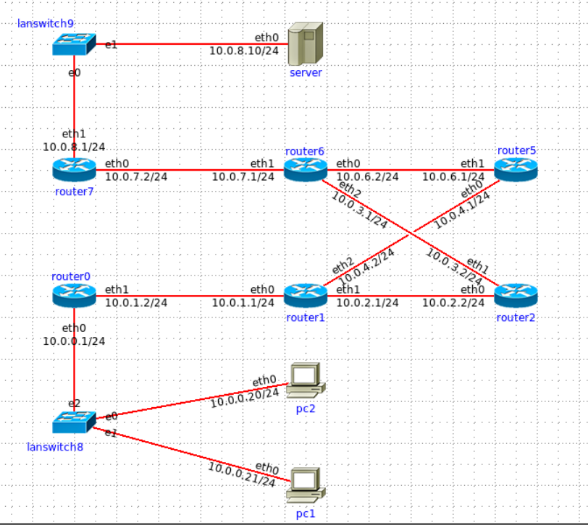 lanswitch9
e1
eth0
10.0.8.10/24
server
e0
eth1
10.0.8.1/24
router7
eth0
10.0.7.2/24
eth1
10.0.7.1/24
router6
eth0
10.0.6.2/24
eth1
10.0.6.1/24
router5
eth2
10.0.3.1/24
eth0
10.0.4.1/24
eth2
10.0.4.2/24
eth1
10.0.3.2/24
router0
eth1
10.0.1.2/24
eth0
10.0.1.1/24
router1
eth1
10.0.2.1/24
eth0
10.0.2.2/24
router2
eth0
10.0.0.1/24
e2
e0
e1
lanswitch8
eth0
10.0.0.20/24
pc2
eth0
10.0.0.21/24
pc1